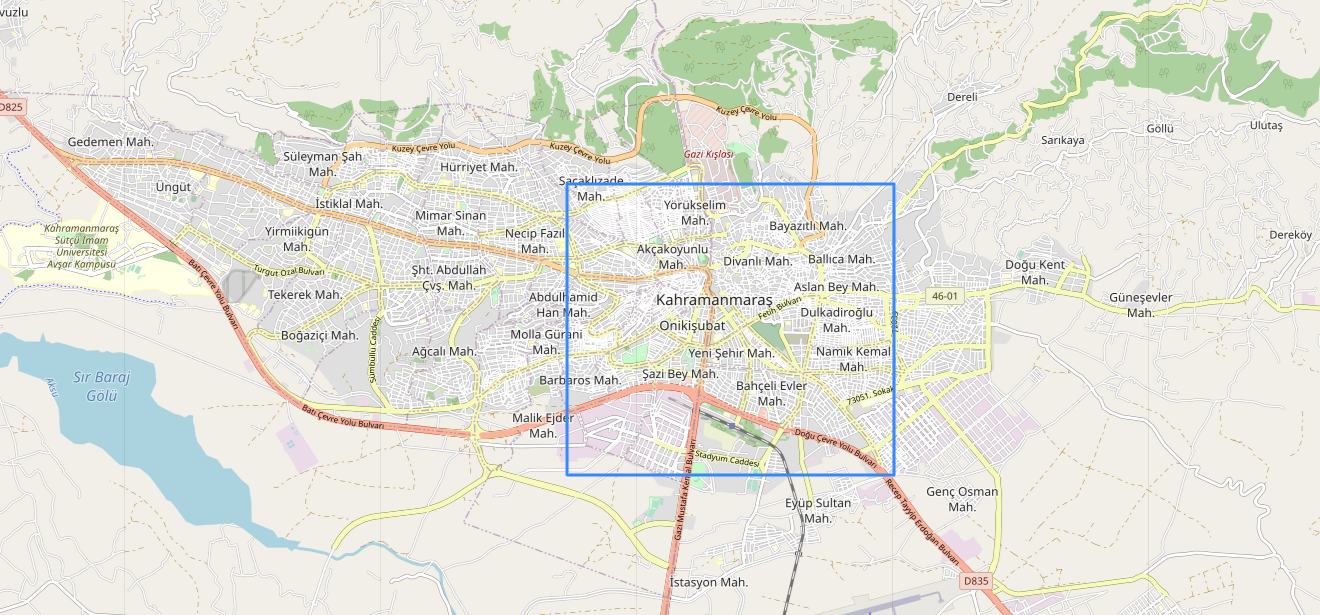 vuzlu
D825
Gedemen Mah.
Üngüt
Süleyman Şah
Mah.
Kuzey Çevre Yolu
Hürriyet Mah.
Kuzey Çevre Yolu
Kuzey Çevre Yolu
Gazi Kışlası
Dereli
Sarıkaya
Göllü
Ulutaş
İstiklal Mah.
Mimar Sinan
Mah.
Yirmiikigün
Mah.
Necip Fazıl
Mah.
Saçaklızade
Mah.
Yörükselim
Mah.
Bayazıtlı Mah.
Akçakoyunlu
Mah.
Divanlı Mah.
Ballıca Mah.
Dereköy
Kahramanmaraş
Sütçü İmam
Üniversitesi
Avşar Kampüsü
Turgut Özal Bulvarı
Batı Çevre Yolu Bulvarı
Tekerek Mah.
Şht. Abdullah
Çvş. Mah.
Abdulhamid
Han Mah.
Kahramanmaraş
Aslan Bey Mah.
Fetih Bulvarı
Dulkadiroğlu
Mah.
46-01
Doğu Kent
Mah.
Güneşevler
Mah.
Boğaziçi Mah.
Sümbüllü Caddesi
Ağcalı Mah.
Molla Gürani
Mah.
Onikişubat
Yeni Şehir Mah.
Namık Kemal
Mah.
Sır Baraj
Gölü
Aksu
Barbaros Mah.
Şazi Bey Mah.
Bahçeli Evler
Mah.
73051. Sokak
Batı Çevre Yolu Bulvarı
Malik Ejder
Mah.
Doğu Çevre Yolu Bulvarı
Stadyum Caddesi
Gazi Mustafa Kemal Bulvarı
Eyüp Sultan
Mah.
Recep Tayyip Erdoğan Bulvarı
Genç Osman
Mah.
İstasyon Mah.
D835